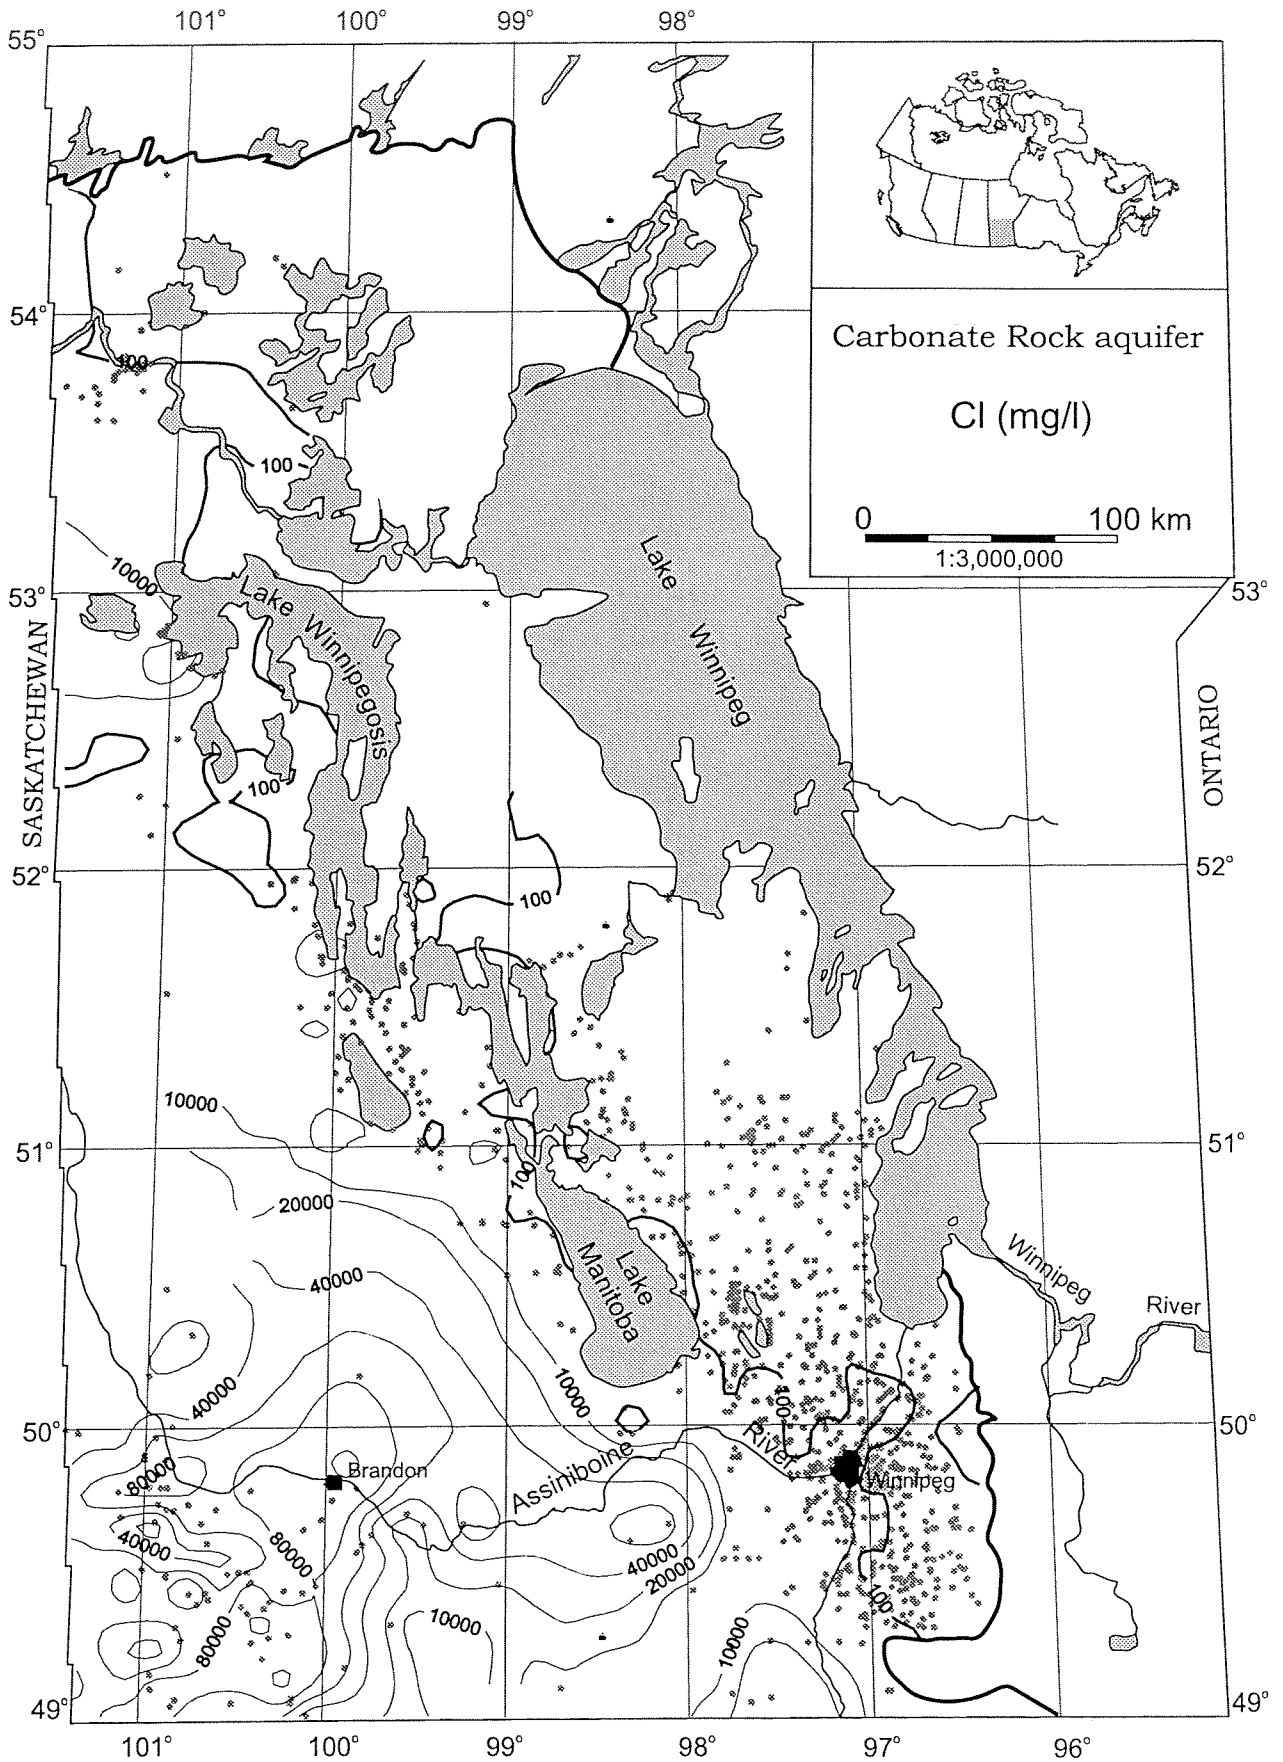 101° 100° 99° 98°
55°
54°
Carbonate Rock aquifer
Cl (mg/l)
0 100 km
1:3,000,000
100
100
10000
53° 53°
Lake Winnipeg
Lake Winnipegosis
SASKATCHEWAN
ONTARIO
100
52° 52°
100
10000
51° 51°
100
20000
Lake Manitoba
Winnipeg River
40000
40000
10000
100
50° 50°
River
Assiniboine
Brandon
Winnipeg
80000
40000
80000
40000
20000
100
80000
10000
10000
49° 49°
101° 100° 99° 98° 97° 96°